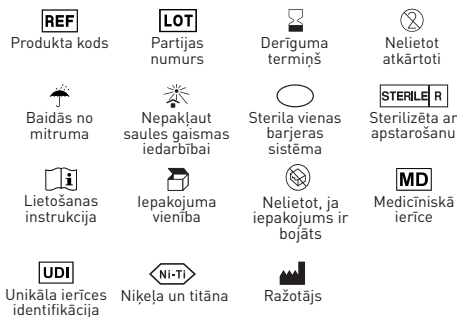 REF
Produkta kods
LOT
Partijas
numurs
Derīguma
termiņš
2
Nelietot
atkārtoti
Baidās no
mitruma
Nepakļaut
saules gaismas
iedarbībai
Sterila vienas
barjeras
sistēma
STERILE R
Sterilizēta ar
apstarošanu
i
Lietošanas
instrukcija
Iepakojuma
vienība
Nelietot, ja
iepakojums ir
bojāts
MD
Medicīniskā
ierīce
UDI
Unikāla ierīces
identifikācija
Ni-Ti
Niķeļa un titāna
Ražotājs